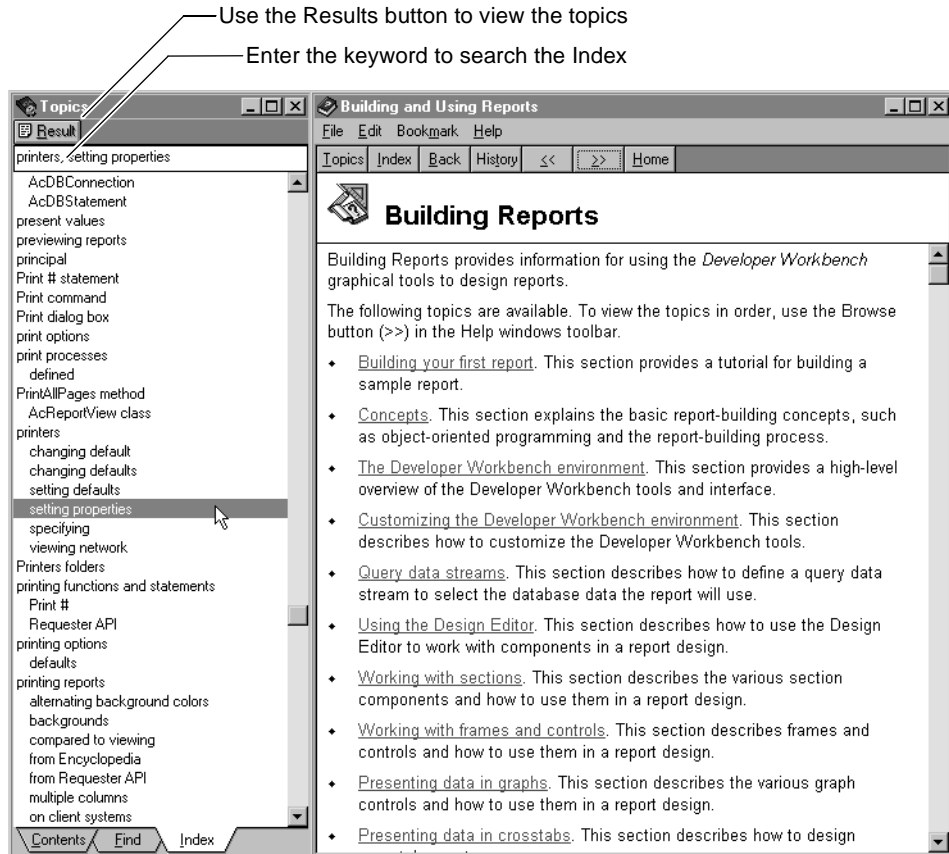 Use the Results button to view the topics
Enter the keyword to search the Index
Topics
Result
printers, setting properties
AcDBConnection
AcDBStatement
present values
previewing reports
principal
Print # statement
Print command
Print dialog box
print options
print processes
defined
PrintAllPages method
AcReportView class
printers
changing default
changing defaults
setting defaults
setting properties
specifying
viewing network
Printers folders
printing functions and statements
Print #
Requester API
printing options
defaults
printing reports
alternating background colors
backgrounds
compared to viewing
from Encyclopedia
from Requester API
multiple columns
on client systems
Contents Find Index
Building and Using Reports
File Edit Bookmark Help
Topics Index Back History << >> Home
Building Reports
Building Reports provides information for using the Developer Workbench
graphical tools to design reports.
The following topics are available. To view the topics in order, use the Browse
button (>>) in the Help windows toolbar.
• Building your first report. This section provides a tutorial for building a
sample report.
• Concepts. This section explains the basic report-building concepts, such
as object-oriented programming and the report-building process.
• The Developer Workbench environment. This section provides a high-level
overview of the Developer Workbench tools and interface.
• Customizing the Developer Workbench environment. This section
describes how to customize the Developer Workbench tools.
• Query data streams. This section describes how to define a query data
stream to select the database data the report will use.
• Using the Design Editor. This section describes how to use the Design
Editor to work with components in a report design.
• Working with sections. This section describes the various section
components and how to use them in a report design.
• Working with frames and controls. This section describes frames and
controls and how to use them in a report design.
• Presenting data in graphs. This section describes the various graph
controls and how to use them in a report design.
• Presenting data in crosstabs. This section describes how to design